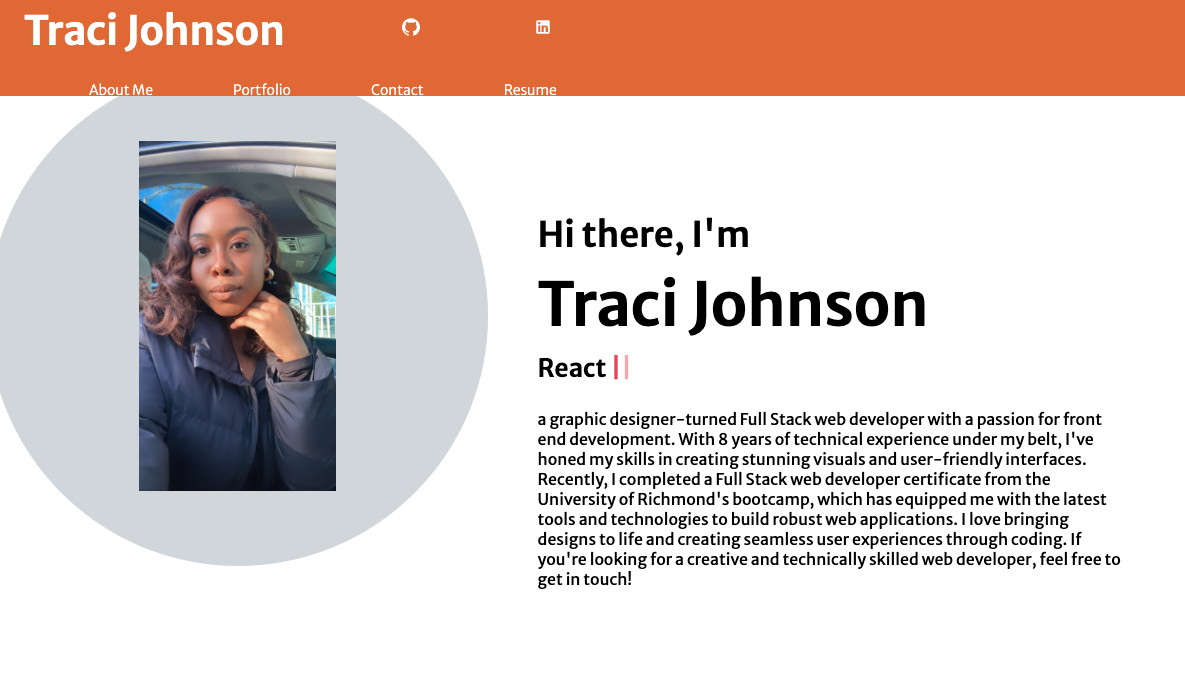 Traci Johnson
About Me Portfolio Contact Resume
Hi there, I'm
Traci Johnson
React
a graphic designer-turned Full Stack web developer with a passion for front
end development. With 8 years of technical experience under my belt, I've
honed my skills in creating stunning visuals and user-friendly interfaces.
Recently, I completed a Full Stack web developer certificate from the
University of Richmond's bootcamp, which has equipped me with the latest
tools and technologies to build robust web applications. I love bringing
designs to life and creating seamless user experiences through coding. If
you're looking for a creative and technically skilled web developer, feel free to
get in touch!